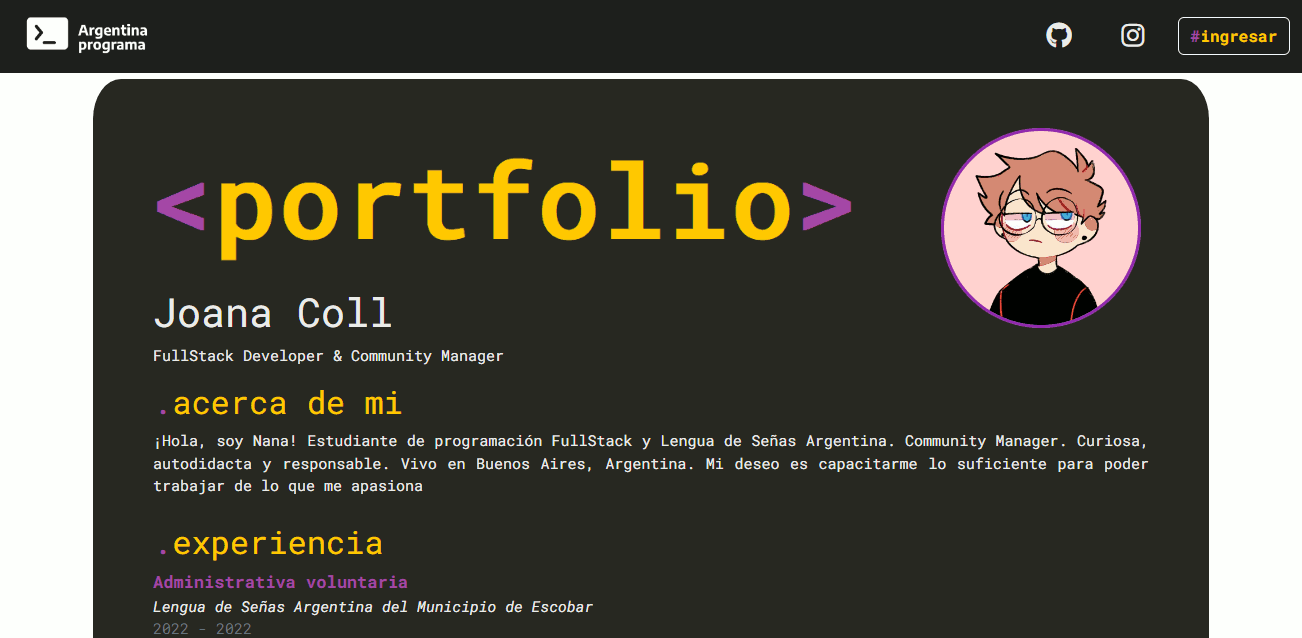 Argentina
programa
#ingresar
<portfolio>
Joana Coll
FullStack Developer & Community Manager
.acerca de mi
¡Hola, soy Nana! Estudiante de programación FullStack y Lengua de Señas Argentina. Community Manager. Curiosa,
autodidacta y responsable. Vivo en Buenos Aires, Argentina. Mi deseo es capacitarme lo suficiente para poder
trabajar de lo que me apasiona
.experiencia
Administrativa voluntaria
Lengua de Señas Argentina del Municipio de Escobar
2022 - 2022